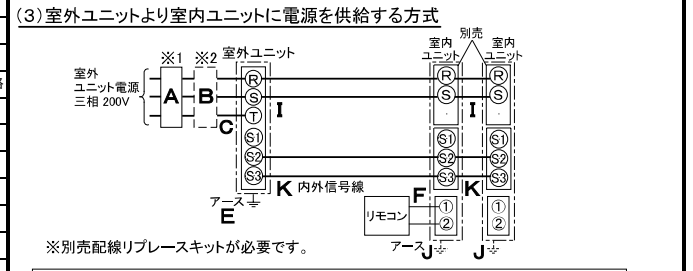 (3)室外ユニットより室内ユニットに電源を供給する方式
別売
※1 ※2 室外ユニット 室内ユニット 室内ユニット
室外
ユニット電源
三相 200V
A B C
R S T S1 S2 S3
I
R S S1 S2 S3 ① ②
I
R S S1 S2 S3 ① ②
K 内外信号線 K
アース
E
F
リモコン
アース J J
※別売配線リプレースキットが必要です。